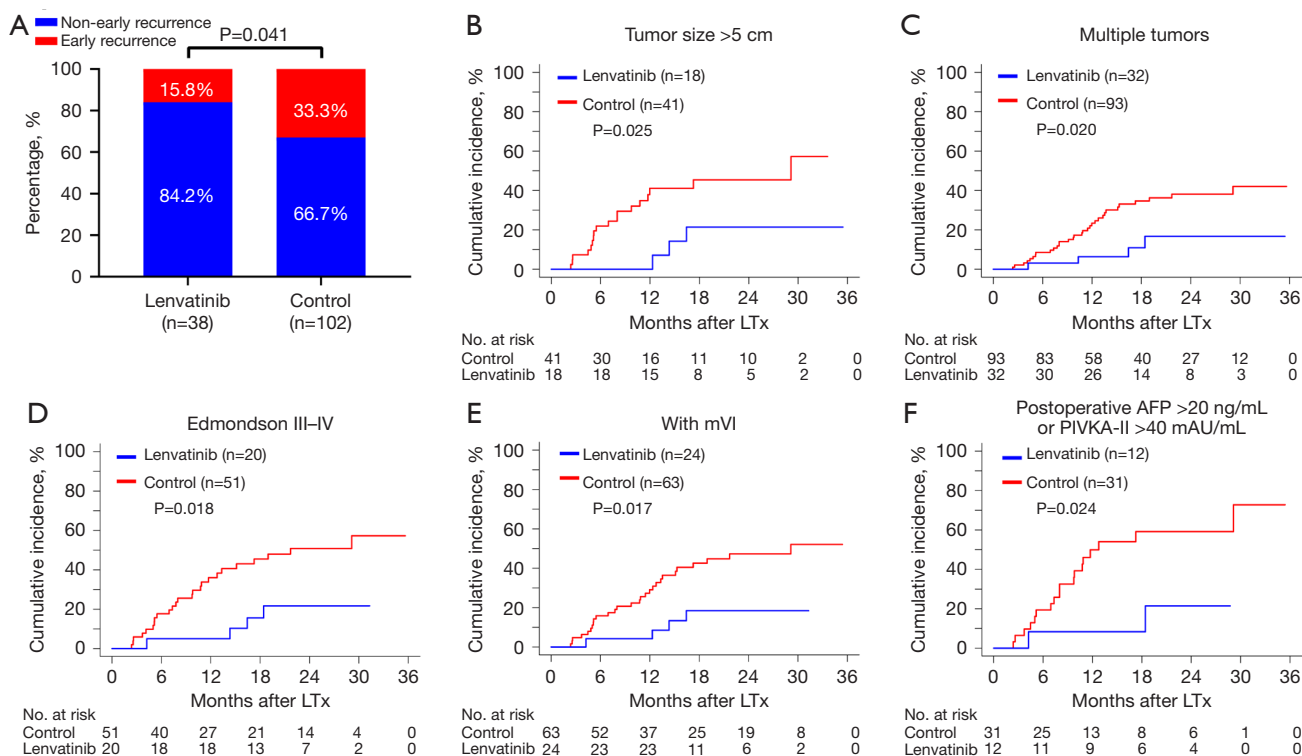 A
Non-early recurrence
Early recurrence
P=0.041
Percentage, %
100
80
60
40
20
0
15.8%
84.2%
33.3%
66.7%
Lenvatinib
(n=38)
Control
(n=102)
B
Tumor size >5 cm
Cumulative incidence, %
100
80
60
40
20
0
Lenvatinib (n=18)
Control (n=41)
P=0.025
0 6 12 18 24 30 36
Months after LTx
No. at risk
Control 41 30 16 11 10 2 0
Lenvatinib 18 18 15 8 5 2 0
C
Multiple tumors
Cumulative incidence, %
100
80
60
40
20
0
Lenvatinib (n=32)
Control (n=93)
P=0.020
0 6 12 18 24 30 36
Months after LTx
No. at risk
Control 93 83 58 40 27 12 0
Lenvatinib 32 30 26 14 8 3 0
D
Edmondson III–IV
Cumulative incidence, %
100
80
60
40
20
0
Lenvatinib (n=20)
Control (n=51)
P=0.018
0 6 12 18 24 30 36
Months after LTx
No. at risk
Control 51 40 27 21 14 4 0
Lenvatinib 20 18 18 13 7 2 0
E
With mVI
Cumulative incidence, %
100
80
60
40
20
0
Lenvatinib (n=24)
Control (n=63)
P=0.017
0 6 12 18 24 30 36
Months after LTx
No. at risk
Control 63 52 37 25 19 8 0
Lenvatinib 24 23 23 11 6 2 0
F
Postoperative AFP >20 ng/mL
or PIVKA-II >40 mAU/mL
Cumulative incidence, %
100
80
60
40
20
0
Lenvatinib (n=12)
Control (n=31)
P=0.024
0 6 12 18 24 30 36
Months after LTx
No. at risk
Control 31 25 13 8 6 1 0
Lenvatinib 12 11 9 6 4 0 0